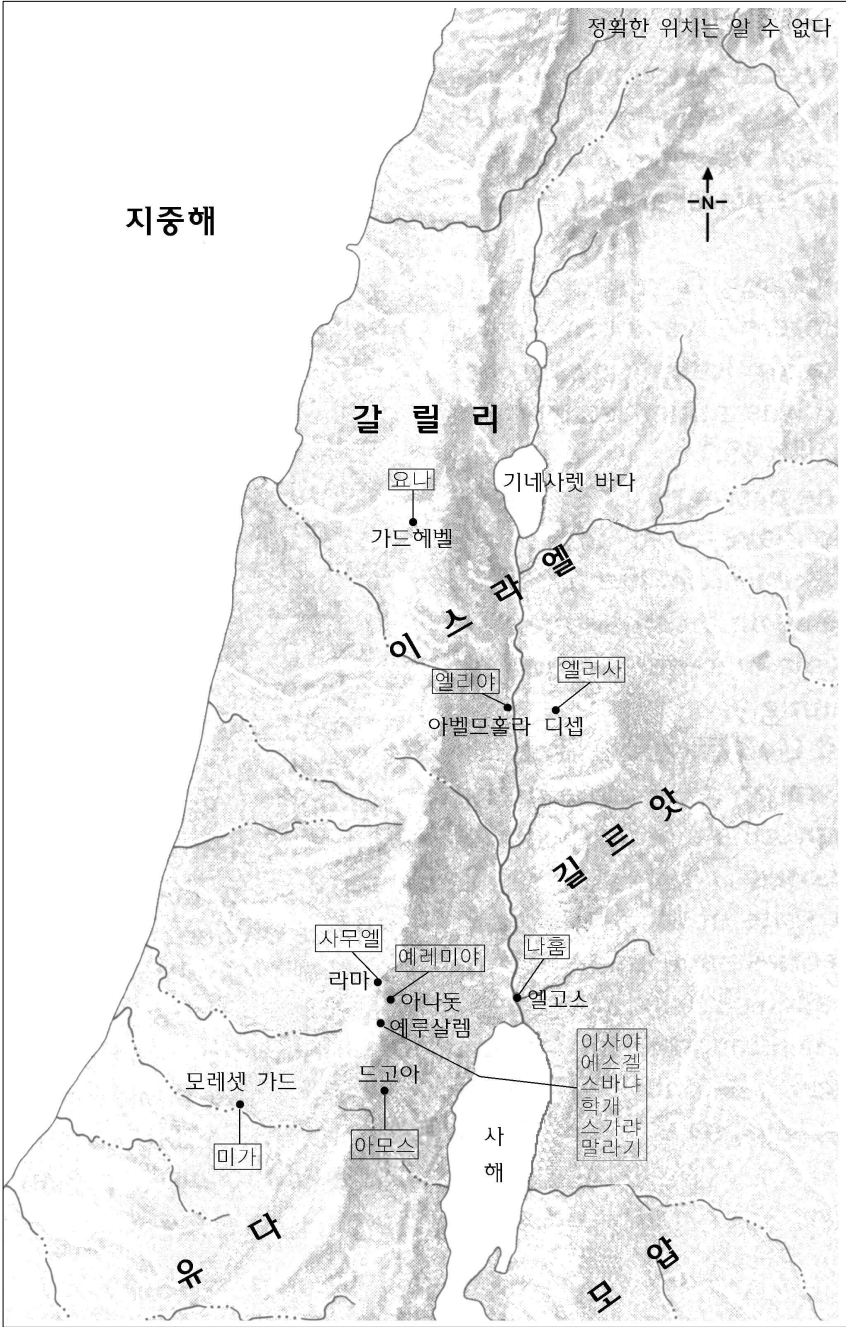 정확한 위치는 알 수 없다
지중해
N
갈 릴 리
요나
기네사렛 바다
가드헤벨
이 스 라 엘
엘리야
엘리사
아벨므홀라
디셉
길 르 앗
사무엘
예레미야
나훔
라마
아나돗
엘고스
예루살렘
이사야
에스겔
스바냐
학개
스가랴
말라기
모레셋 가드
드고아
미가
아모스
사
해
유 다
모 압